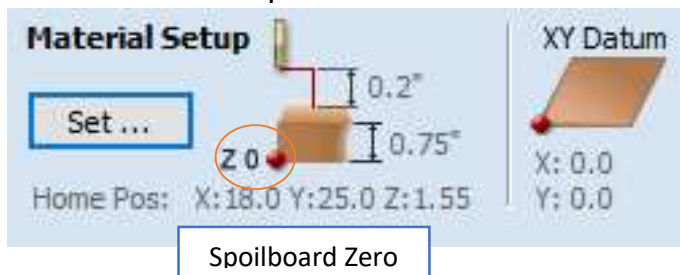 Material Setup
XY Datum
0.2"
Set ...
0.75"
Z 0
X: 0.0
Home Pos: X:18.0 Y:25.0 Z:1.55
Y: 0.0
Spoilboard Zero